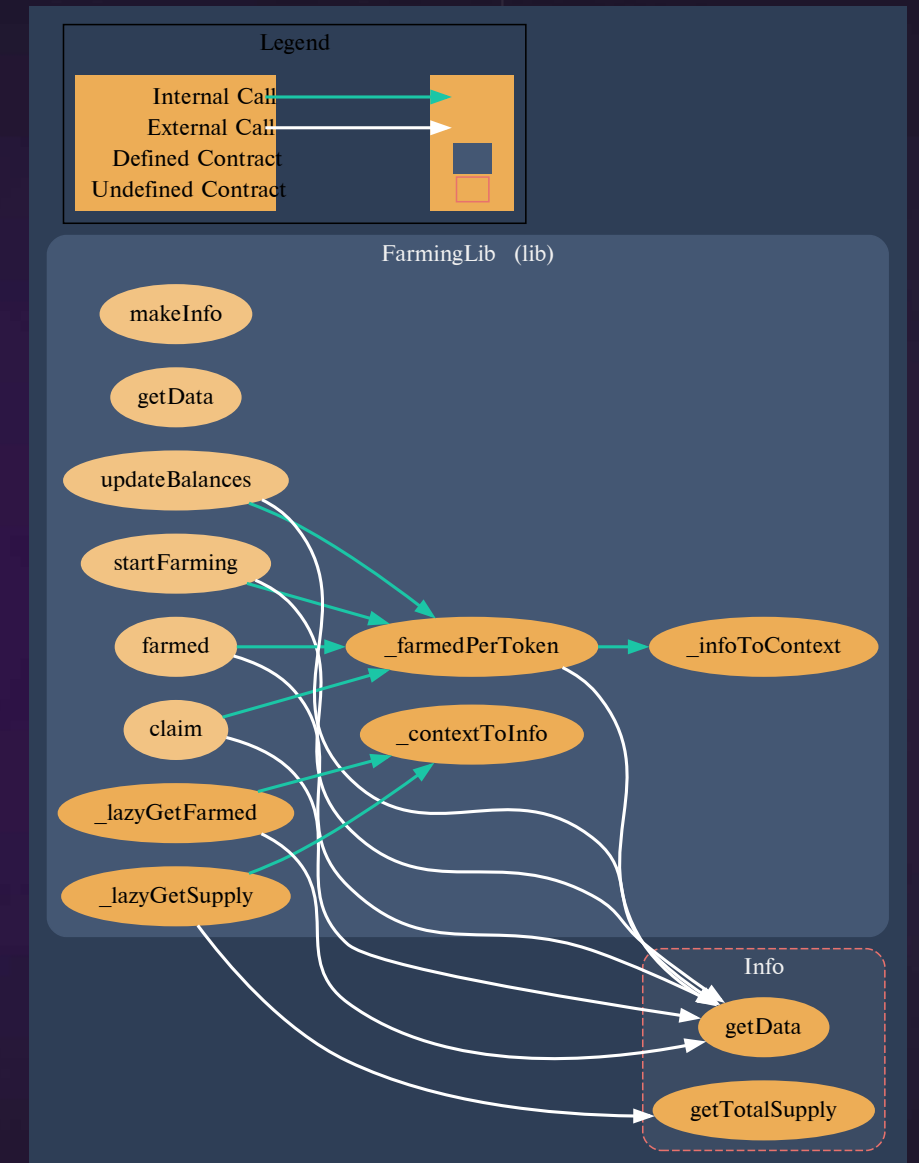 Legend
Internal Call
External Call
Defined Contract
Undefined Contract
FarmingLib (lib)
makeInfo
getData
updateBalances
startFarming
farmed
_farmedPerToken
_infoToContext
claim
_contextToInfo
_lazyGetFarmed
_lazyGetSupply
Info
getData
getTotalSupply